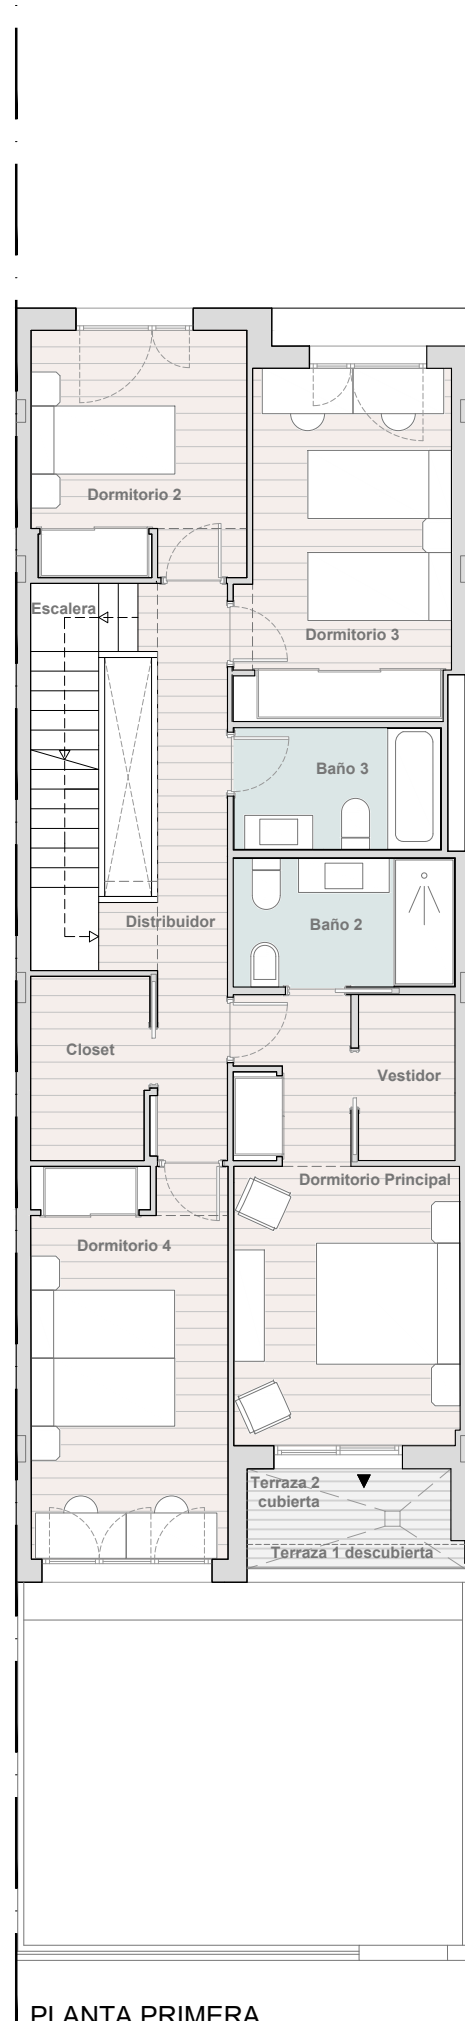 Dormitorio 2
Escalera
Dormitorio 3
Baño 3
Distribuidor
Baño 2
Closet
Vestidor
Dormitorio Principal
Dormitorio 4
Terraza 2
cubierta
Terraza 1 descubierta
PLANTA PRIMERA